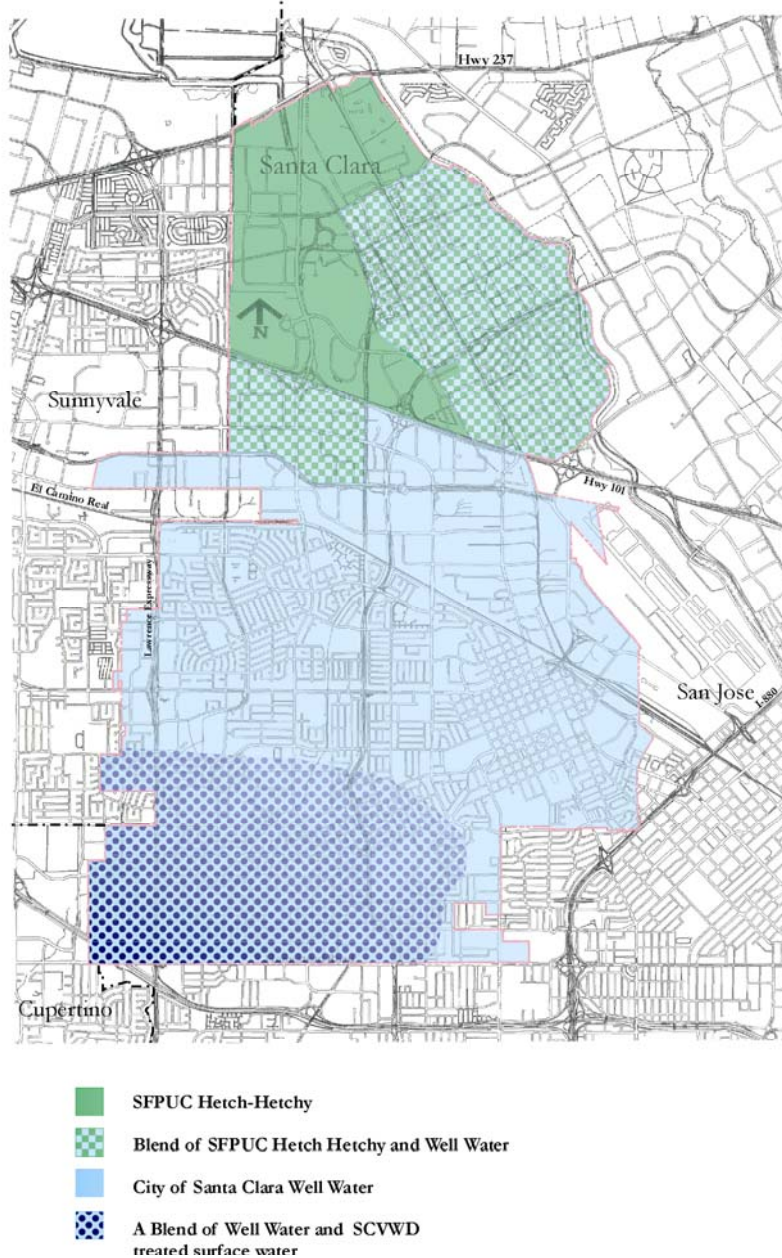 Hwy 237
Santa Clara
N
Sunnyvale
El Camino Real
Hwy 101
Lawrence Expressway
San Jose
I-880
Cupertino
SFPUC Hetch-Hetchy
Blend of SFPUC Hetch Hetchy and Well Water
City of Santa Clara Well Water
A Blend of Well Water and SCVWD
treated surface water